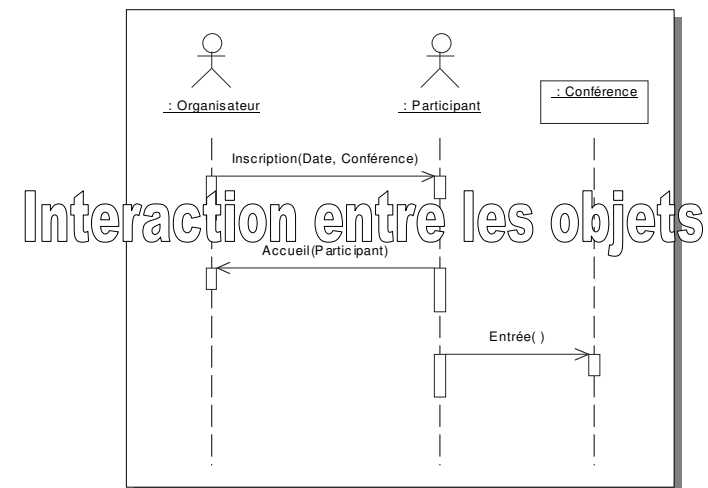 : Organisateur
: Participant
: Conférence
Inscription(Date, Conférence)
Interaction entre les objets
Accueil(Participant)
Entrée( )